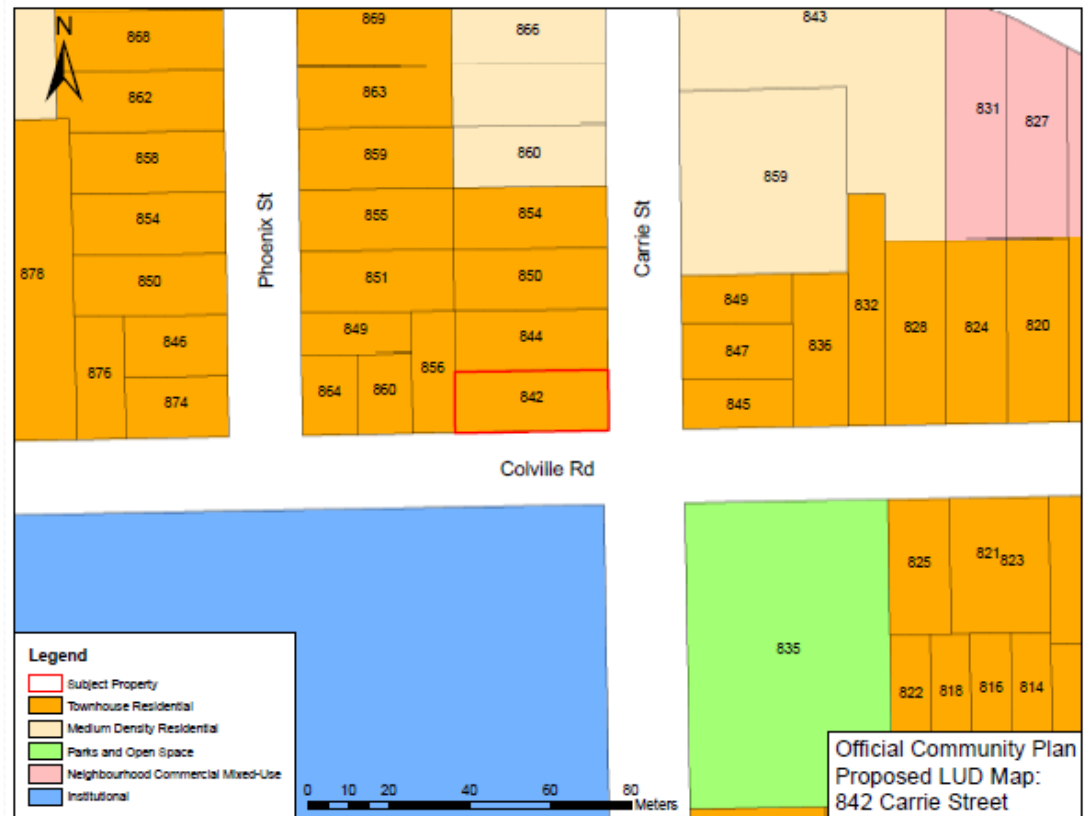 N
868
869
866
843
862
863
831
827
858
859
860
859
854
855
854
878
850
851
850
849
832
828
824
820
846
849
844
847
836
876
856
864
860
842
874
845
Phoenix St
Carrie St
Colville Rd
825
821
823
835
822
818
816
814
Legend
Subject Property
Townhouse Residential
Medium Density Residential
Parks and Open Space
Neighbourhood Commercial Mixed-Use
Institutional
0 10 20 40 60 80
Meters
Official Community Plan
Proposed LUD Map:
842 Carrie Street